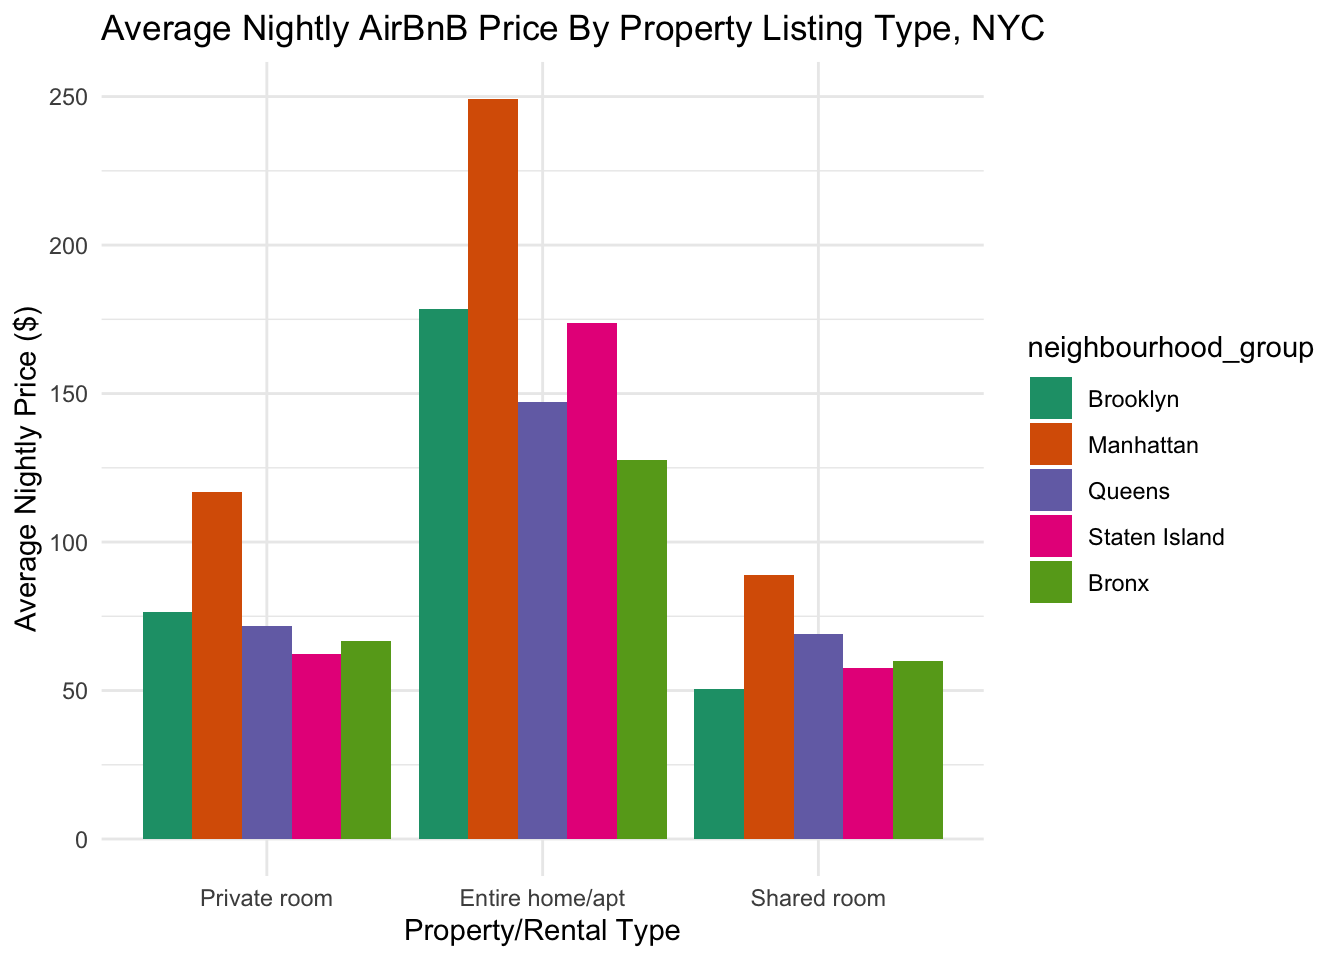 Average Nightly AirBnB Price By Property Listing Type, NYC
Average Nightly Price ($)
250
200
150
100
50
0
Private room
Entire home/apt
Shared room
Property/Rental Type
neighbourhood_group
Brooklyn
Manhattan
Queens
Staten Island
Bronx